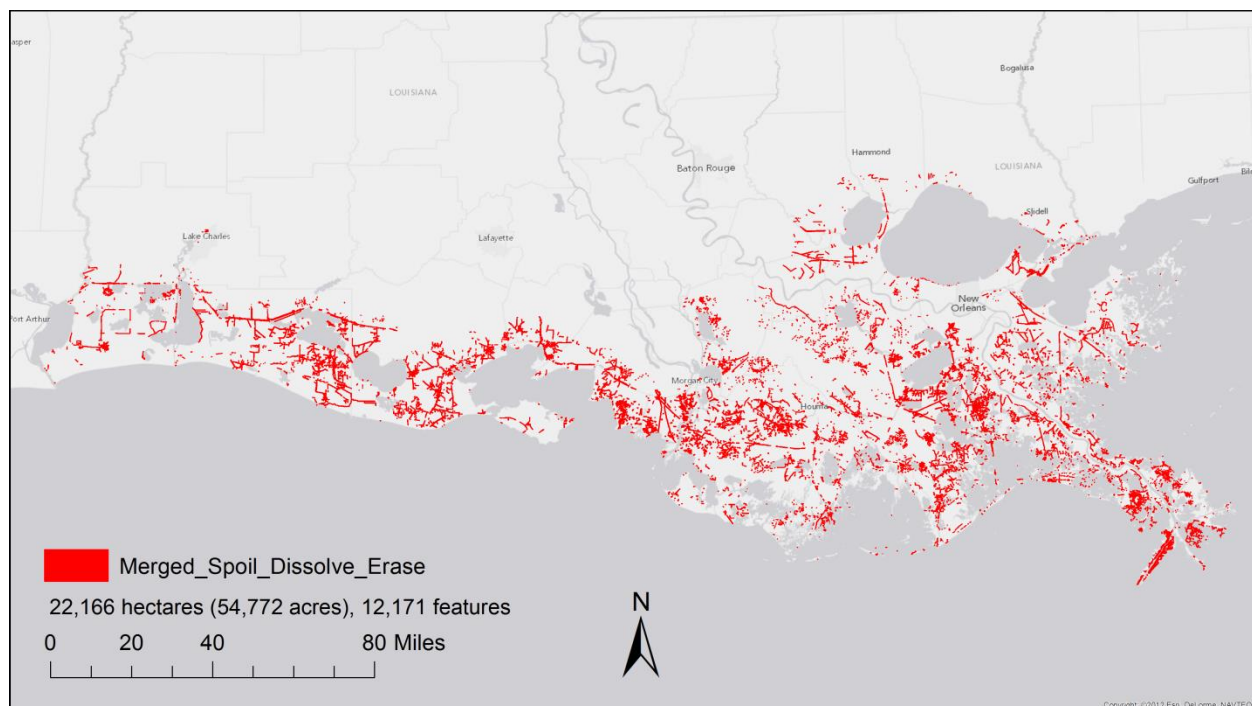 asper
Bogalusa
LOUISIANA
Hammond
Baton Rouge
LOUISIANA
Gulfport
Slidell
Lake Charles
Lafayette
New
Orleans
Port Arthur
Morgan City
Houma
Merged_Spoil_Dissolve_Erase
22,166 hectares (54,772 acres), 12,171 features
N
0 20 40 80 Miles